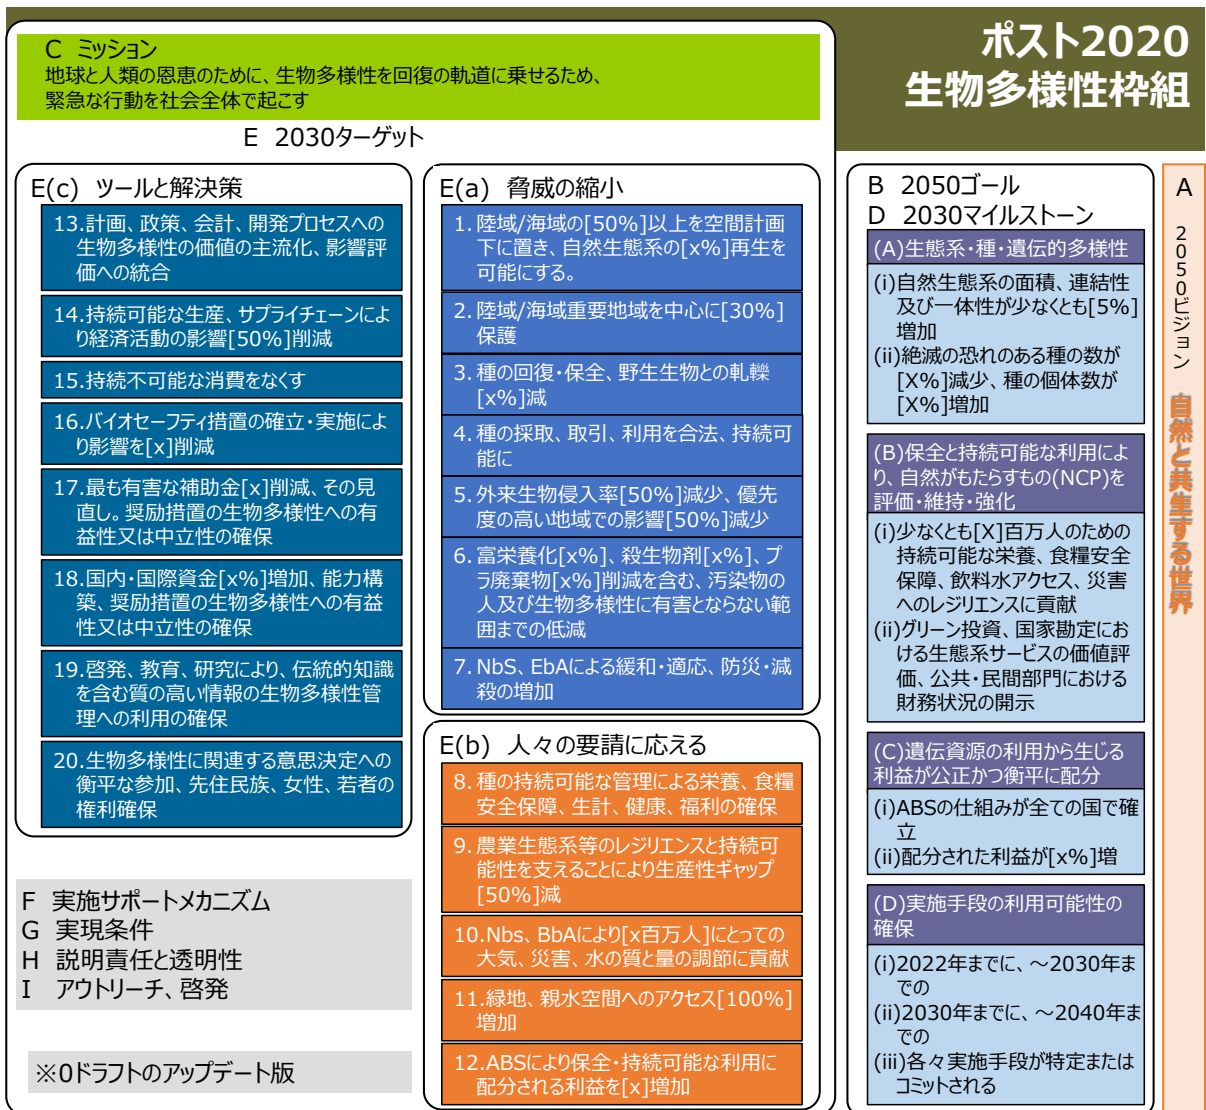 ポスト2020
生物多様性枠組
C ミッション
地球と人類の恩恵のために、生物多様性を回復の軌道に乗せるため、
緊急な行動を社会全体で起こす
E 2030ターゲット
E(c) ツールと解決策
13.計画、政策、会計、開発プロセスへの
生物多様性の価値の主流化、影響評
価への統合
14.持続可能な生産、サプライチェーンによ
り経済活動の影響[50%]削減
15.持続不可能な消費をなくす
16.バイオセーフティ措置の確立・実施によ
り影響を[x]削減
17.最も有害な補助金[x]削減、その見
直し。奨励措置の生物多様性への有
益性又は中立性の確保
18.国内・国際資金[x%]増加、能力構
築、奨励措置の生物多様性への有益
性又は中立性の確保
19.啓発、教育、研究により、伝統的知識
を含む質の高い情報の生物多様性管
理への利用の確保
20.生物多様性に関連する意思決定への
衡平な参加、先住民族、女性、若者の
権利確保
F 実施サポートメカニズム
G 実現条件
H 説明責任と透明性
I アウトリーチ、啓発
※0ドラフトのアップデート版
E(a) 脅威の縮小
1. 陸域/海域の[50%]以上を空間計画
下に置き、自然生態系の[x%]再生を
可能にする。
2. 陸域/海域重要地域を中心に[30%]
保護
3. 種の回復・保全、野生生物との軋轢
[x%]減
4. 種の採取、取引、利用を合法、持続可
能に
5. 外来生物侵入率[50%]減少、優先
度の高い地域での影響[50%]減少
6. 富栄養化[x%]、殺生物剤[x%]、プ
ラ廃棄物[x%]削減を含む、汚染物の
人及び生物多様性に有害とならない範
囲までの低減
7. NbS、EbAによる緩和・適応、防災・減
殺の増加
E(b) 人々の要請に応える
8. 種の持続可能な管理による栄養、食糧
安全保障、生計、健康、福利の確保
9. 農業生態系等のレジリエンスと持続可
能性を支えることにより生産性ギャップ
[50%]減
10.Nbs、BbAにより[x百万人]にとっての
大気、災害、水の質と量の調節に貢献
11.緑地、親水空間へのアクセス[100%]
増加
12.ABSにより保全・持続可能な利用に
配分される利益を[x]増加
B 2050ゴール
D 2030マイルストーン
(A)生態系・種・遺伝的多様性
(i)自然生態系の面積、連結性
及び一体性が少なくとも[5%]
増加
(ii)絶滅の恐れのある種の数が
[X%]減少、種の個体数が
[X%]増加
(B)保全と持続可能な利用によ
り、自然がもたらすもの(NCP)を
評価・維持・強化
(i)少なくとも[X]百万人のための
持続可能な栄養、食糧安全
保障、飲料水アクセス、災害
へのレジリエンスに貢献
(ii)グリーン投資、国家勘定にお
ける生態系サービスの価値評
価、公共・民間部門における
財務状況の開示
(C)遺伝資源の利用から生じる
利益が公正かつ衡平に配分
(i)ABSの仕組みが全ての国で確
立
(ii)配分された利益が[x%]増
(D)実施手段の利用可能性の
確保
(i)2022年までに、～2030年ま
での
(ii)2030年までに、～2040年ま
での
(iii)各々実施手段が特定または
コミットされる
A 2050ビジョン 自然と共生する世界